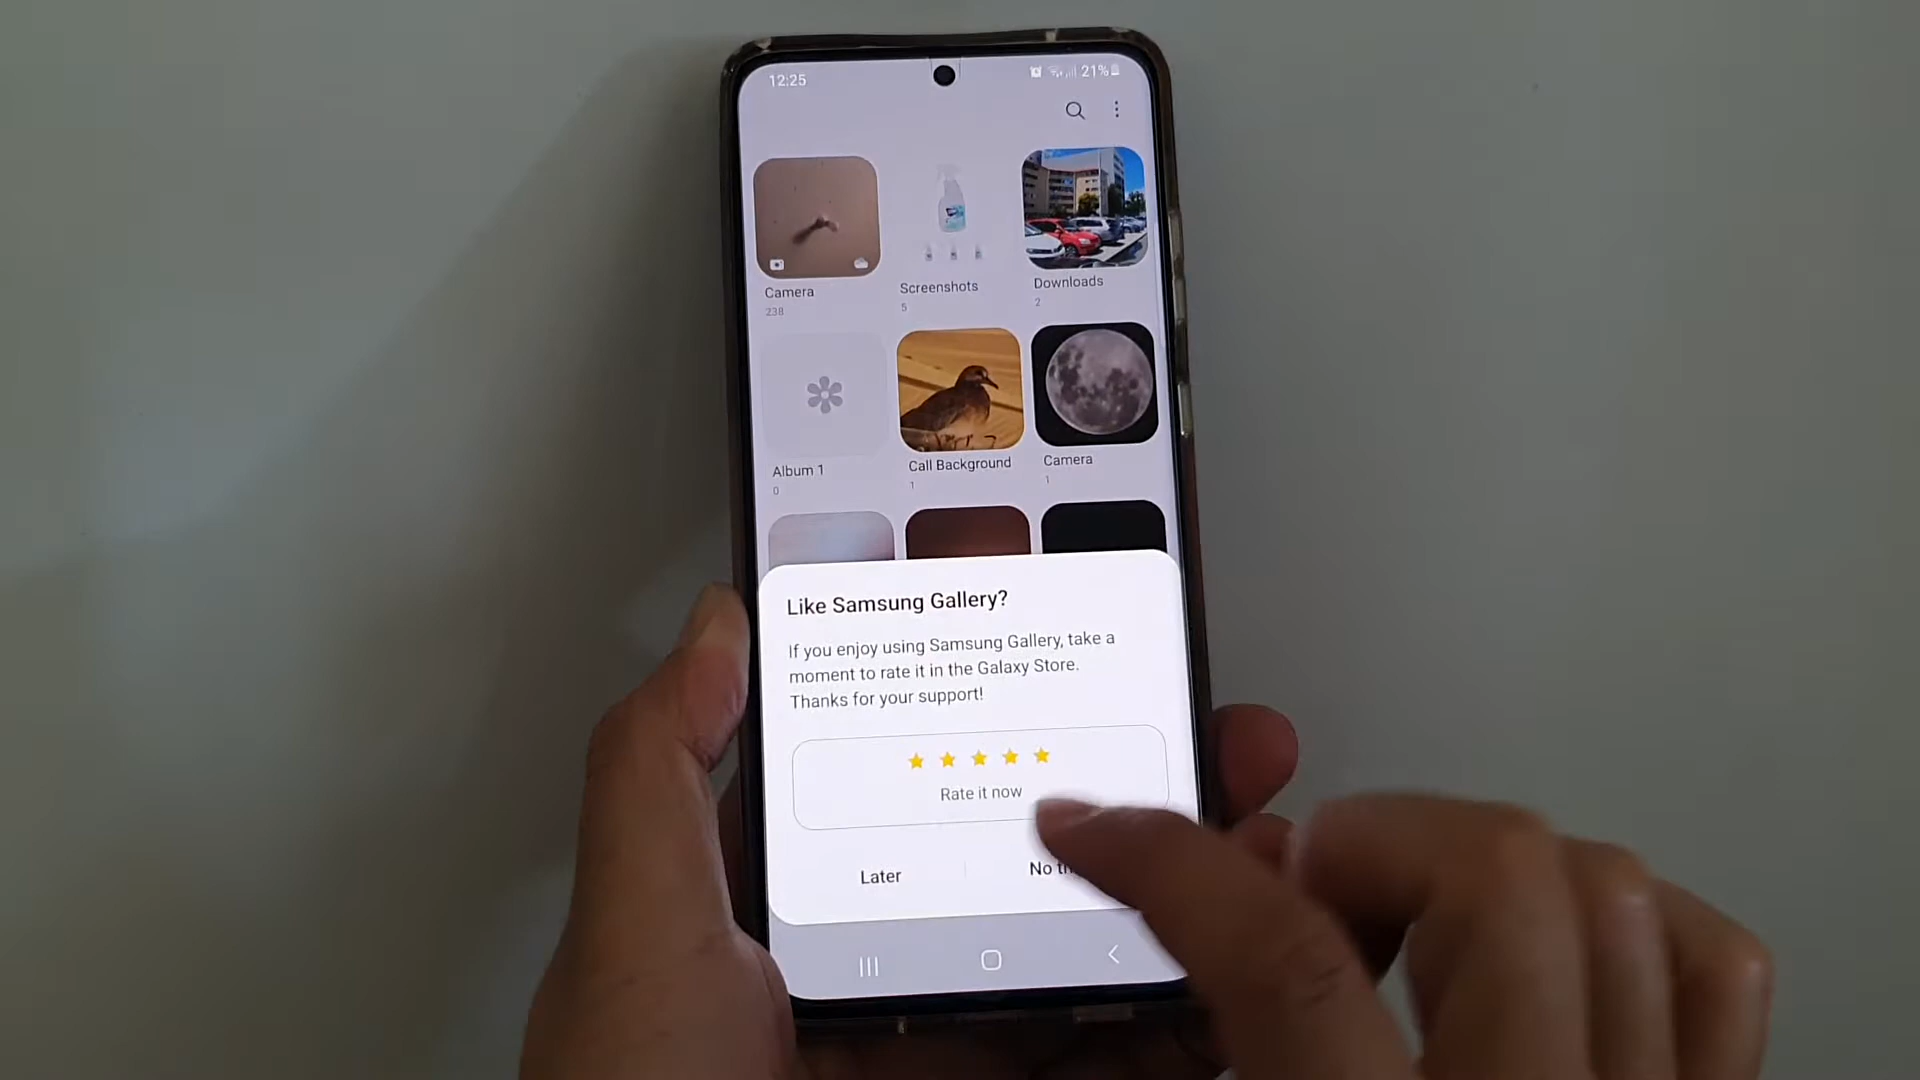 12:25
21%
Camera
238
Screenshots
5
Downloads
2
Album 1
0
Call Background
1
Camera
1
Like Samsung Gallery?
If you enjoy using Samsung Gallery, take a
moment to rate it in the Galaxy Store.
Thanks for your support!
Rate it now
Later
No